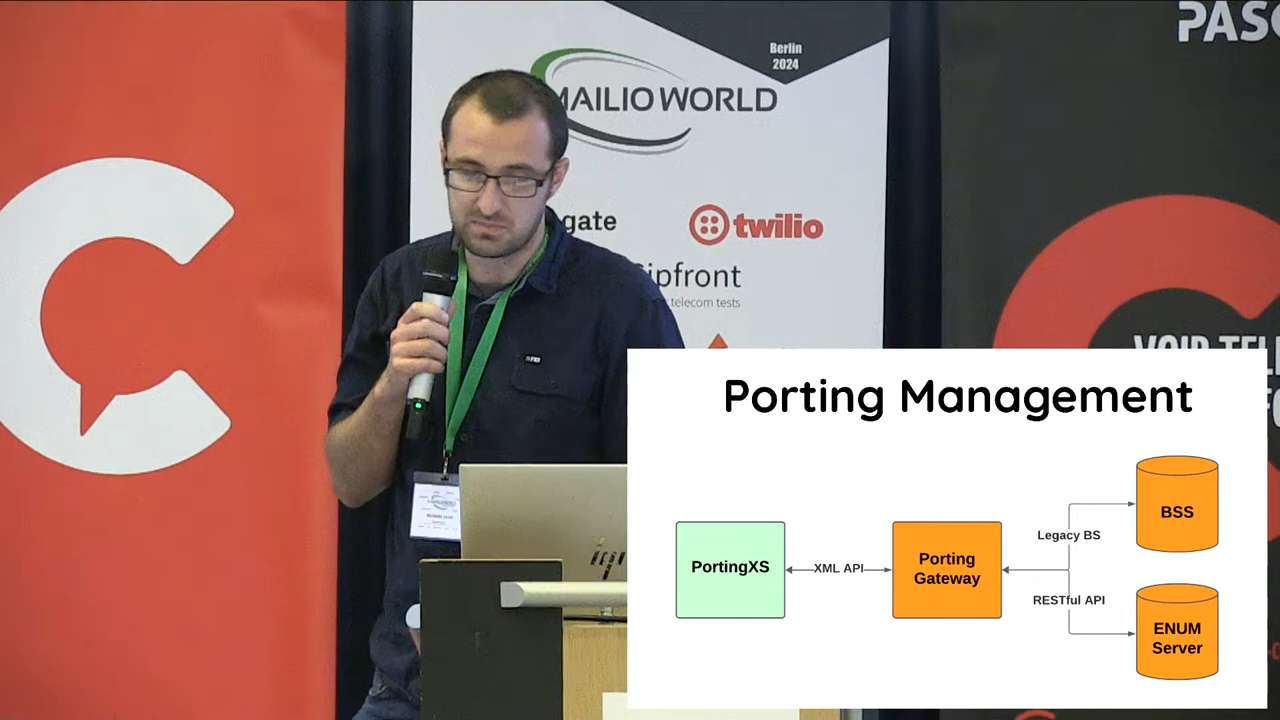 Berlin
2024
MAILIO WORLD
PASC
gate
twilio
ipfront
telecom tests
VOIP TEL
Porting Management
PortingXS
XML API
Porting
Gateway
Legacy BS
RESTful API
BSS
ENUM
Server